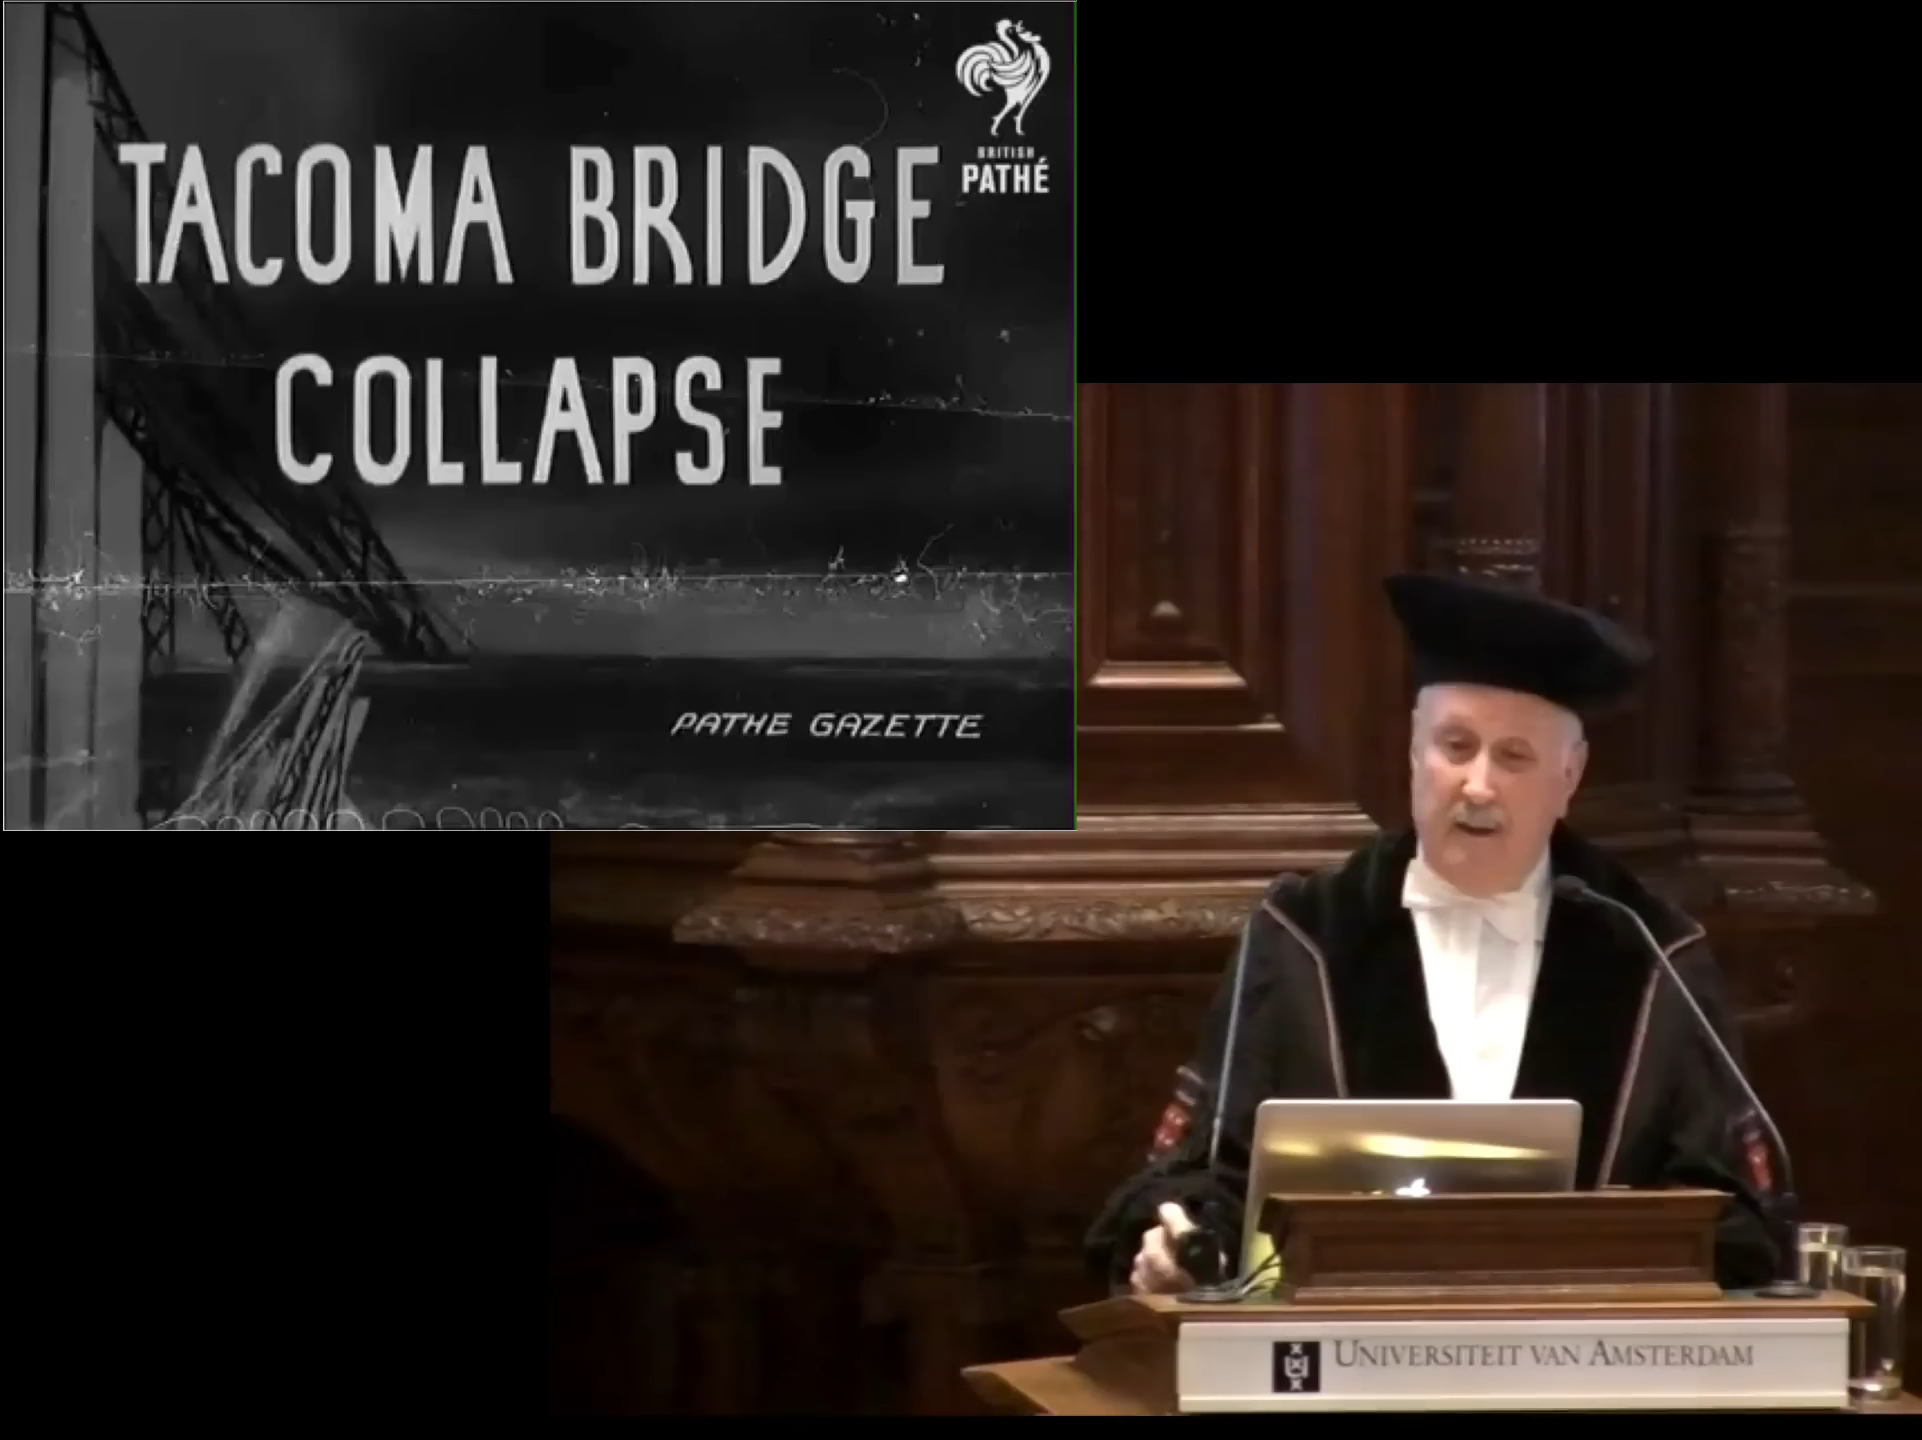 TACOMA BRIDGE
COLLAPSE
BRITISH
PATHÉ
PATHE GAZETTE
UNIVERSITEIT VAN AMSTERDAM